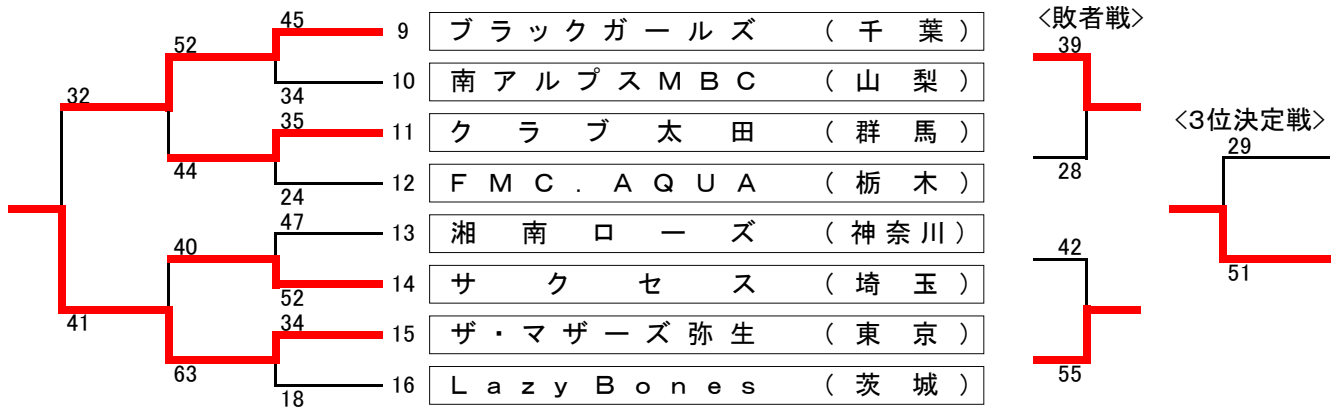 45
9 ブラックガールズ (千葉)
<敗者戦>
52
39
10 南アルプスMBC (山梨)
34
32
35
11 クラブ太田 (群馬)
<3位決定戦>
29
44
28
12 FMC.AQUA (栃木)
24
47
13 湘南ローズ (神奈川)
40
42
14 サクセス (埼玉)
51
52
41
34
15 ザ・マザーズ弥生 (東京)
63
55
16 LazyBones (茨城)
18